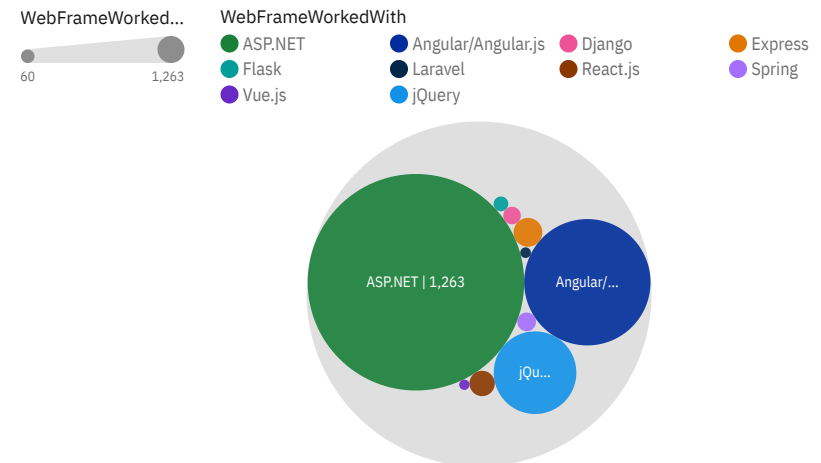 WebFrameWorked...
60
1,263
WebFrameWorkedWith
ASP.NET
Angular/Angular.js
Django
Express
Flask
Laravel
React.js
Spring
Vue.js
jQuery
ASP.NET | 1,263
Angular/...
jQu...